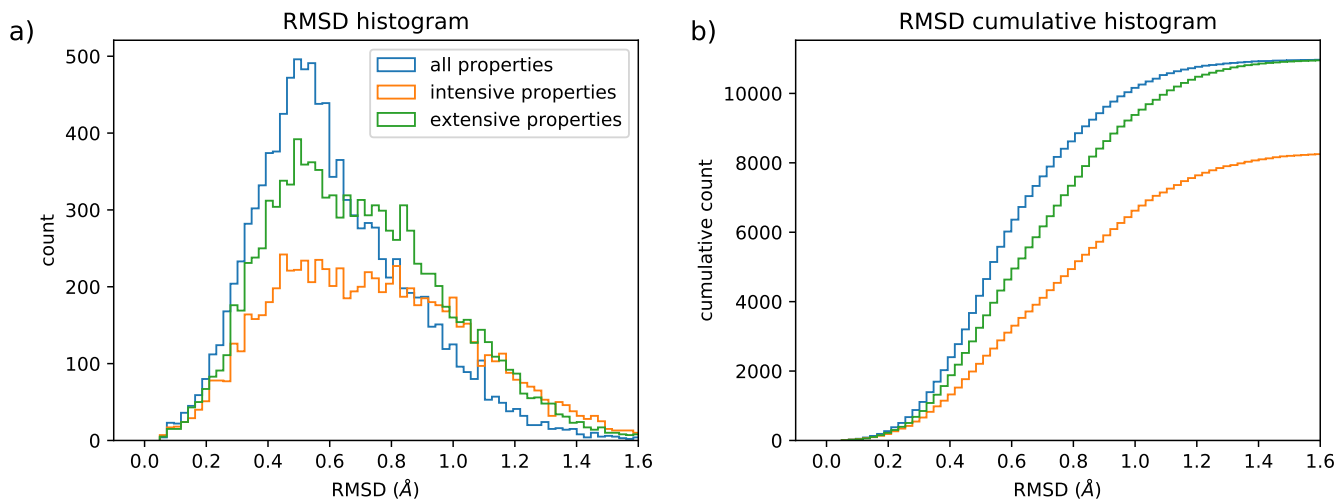 a)
RMSD histogram
500
400
300
200
100
0
count
all properties
intensive properties
extensive properties
0.0 0.2 0.4 0.6 0.8 1.0 1.2 1.4 1.6
RMSD (Å)
b)
RMSD cumulative histogram
10000
8000
6000
4000
2000
0
cumulative count
0.0 0.2 0.4 0.6 0.8 1.0 1.2 1.4 1.6
RMSD (Å)